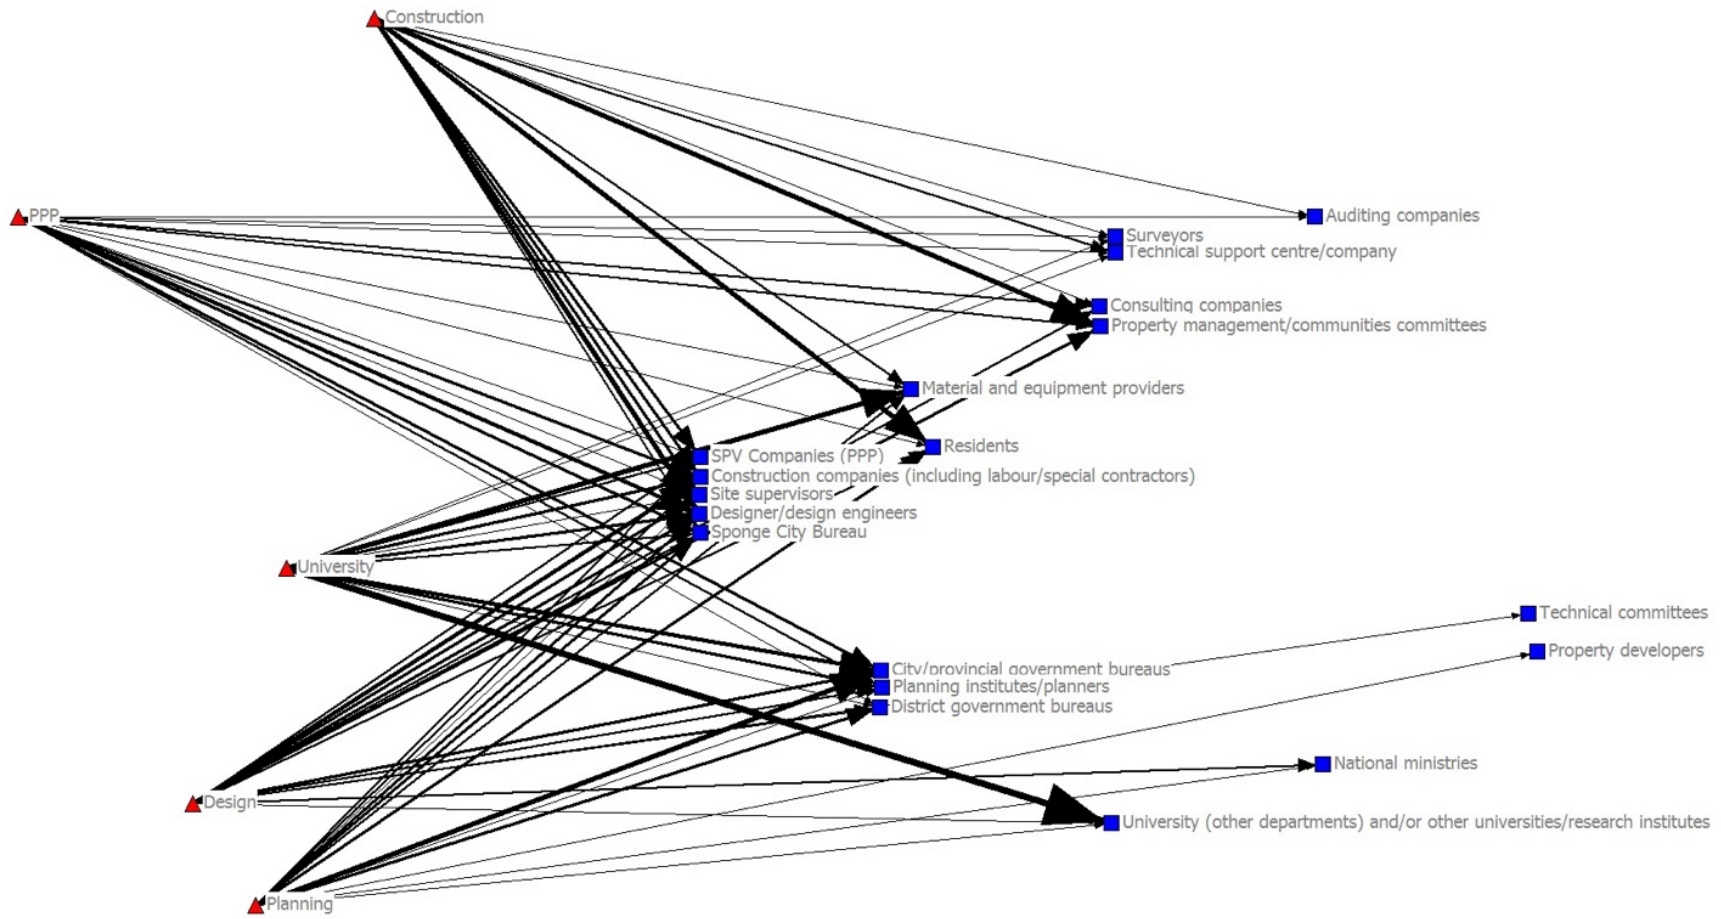 Construction
PPP
Auditing companies
Surveyors
Technical support centre/company
Consulting companies
Property management/communities committees
Material and equipment providers
Residents
SPV Companies (PPP)
Construction companies (including labour/special contractors)
Site supervisors
Designer/design engineers
Sponge City Bureau
University
Technical committees
Property developers
City/provincial government bureaus
Planning institutes/planners
District government bureaus
National ministries
Design
University (other departments) and/or other universities/research institutes
Planning